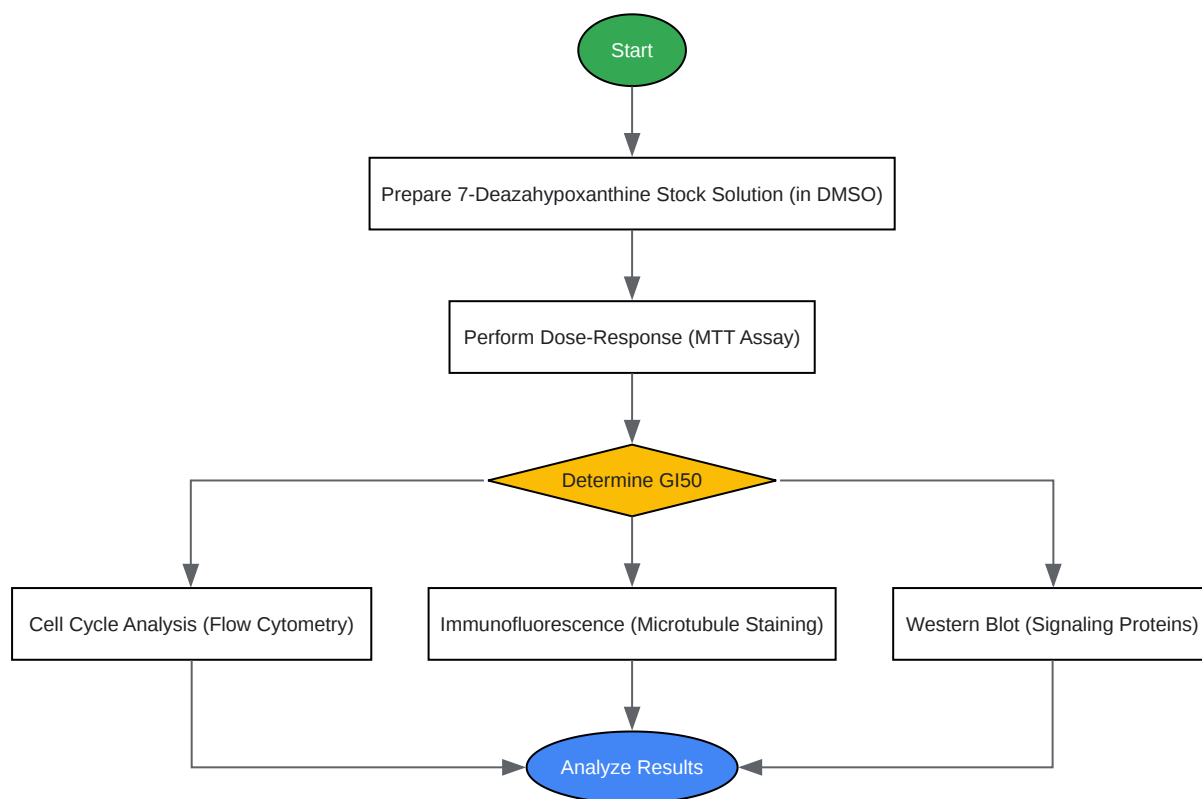 Start
Prepare 7-Deazahypoxanthine Stock Solution (in DMSO)
Perform Dose-Response (MTT Assay)
Determine GI50
Cell Cycle Analysis (Flow Cytometry)
Immunofluorescence (Microtubule Staining)
Western Blot (Signaling Proteins)
Analyze Results